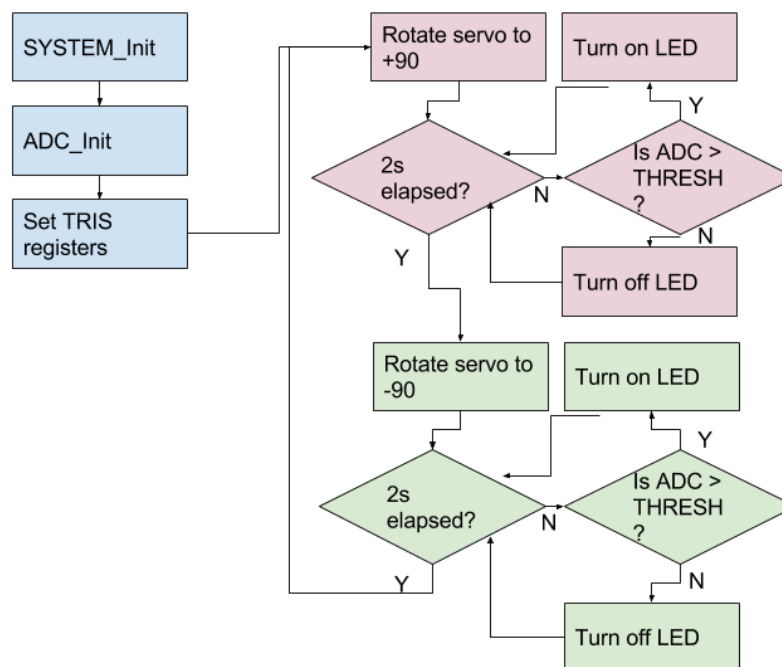 SYSTEM_Init
ADC_Init
Set TRIS
registers
Rotate servo to
+90
Turn on LED
Y
2s
elapsed?
N
Is ADC >
THRESH
?
N
Y
Turn off LED
Rotate servo to
-90
Turn on LED
Y
2s
elapsed?
N
Is ADC >
THRESH
?
N
Y
Turn off LED